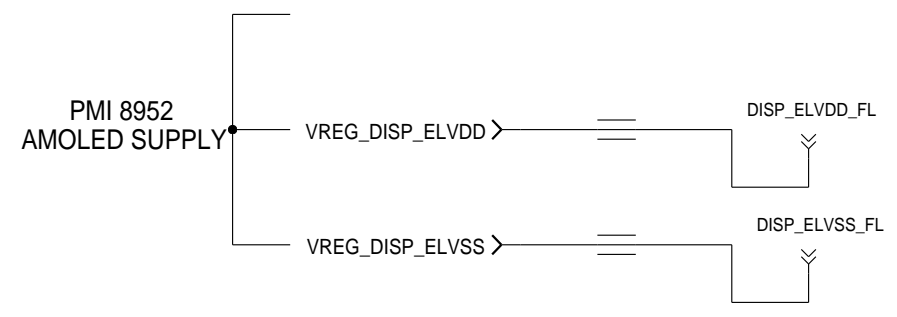 PMI 8952
AMOLED SUPPLY
VREG_DISP_ELVDD
DISP_ELVDD_FL
VREG_DISP_ELVSS
DISP_ELVSS_FL